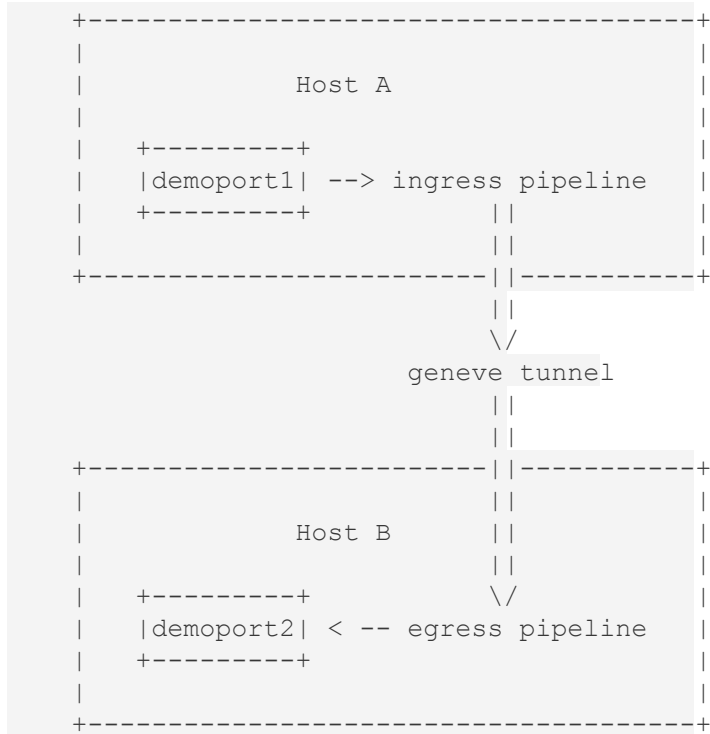 +--------------------------------------+
|                                      |
|             Host A                   |
|                                      |
|   +---------+                        |
|   |demoport1| --> ingress pipeline   |
|   +---------+           ||           |
|                         ||           |
+-------------------------||-----------+
                          ||
                          \/
                    geneve tunnel
                          ||
                          ||
+-------------------------||-----------+
|                         ||           |
|             Host B      ||           |
|                         ||           |
|   +---------+           \/           |
|   |demoport2| < -- egress pipeline   |
|   +---------+                        |
|                                      |
+--------------------------------------+